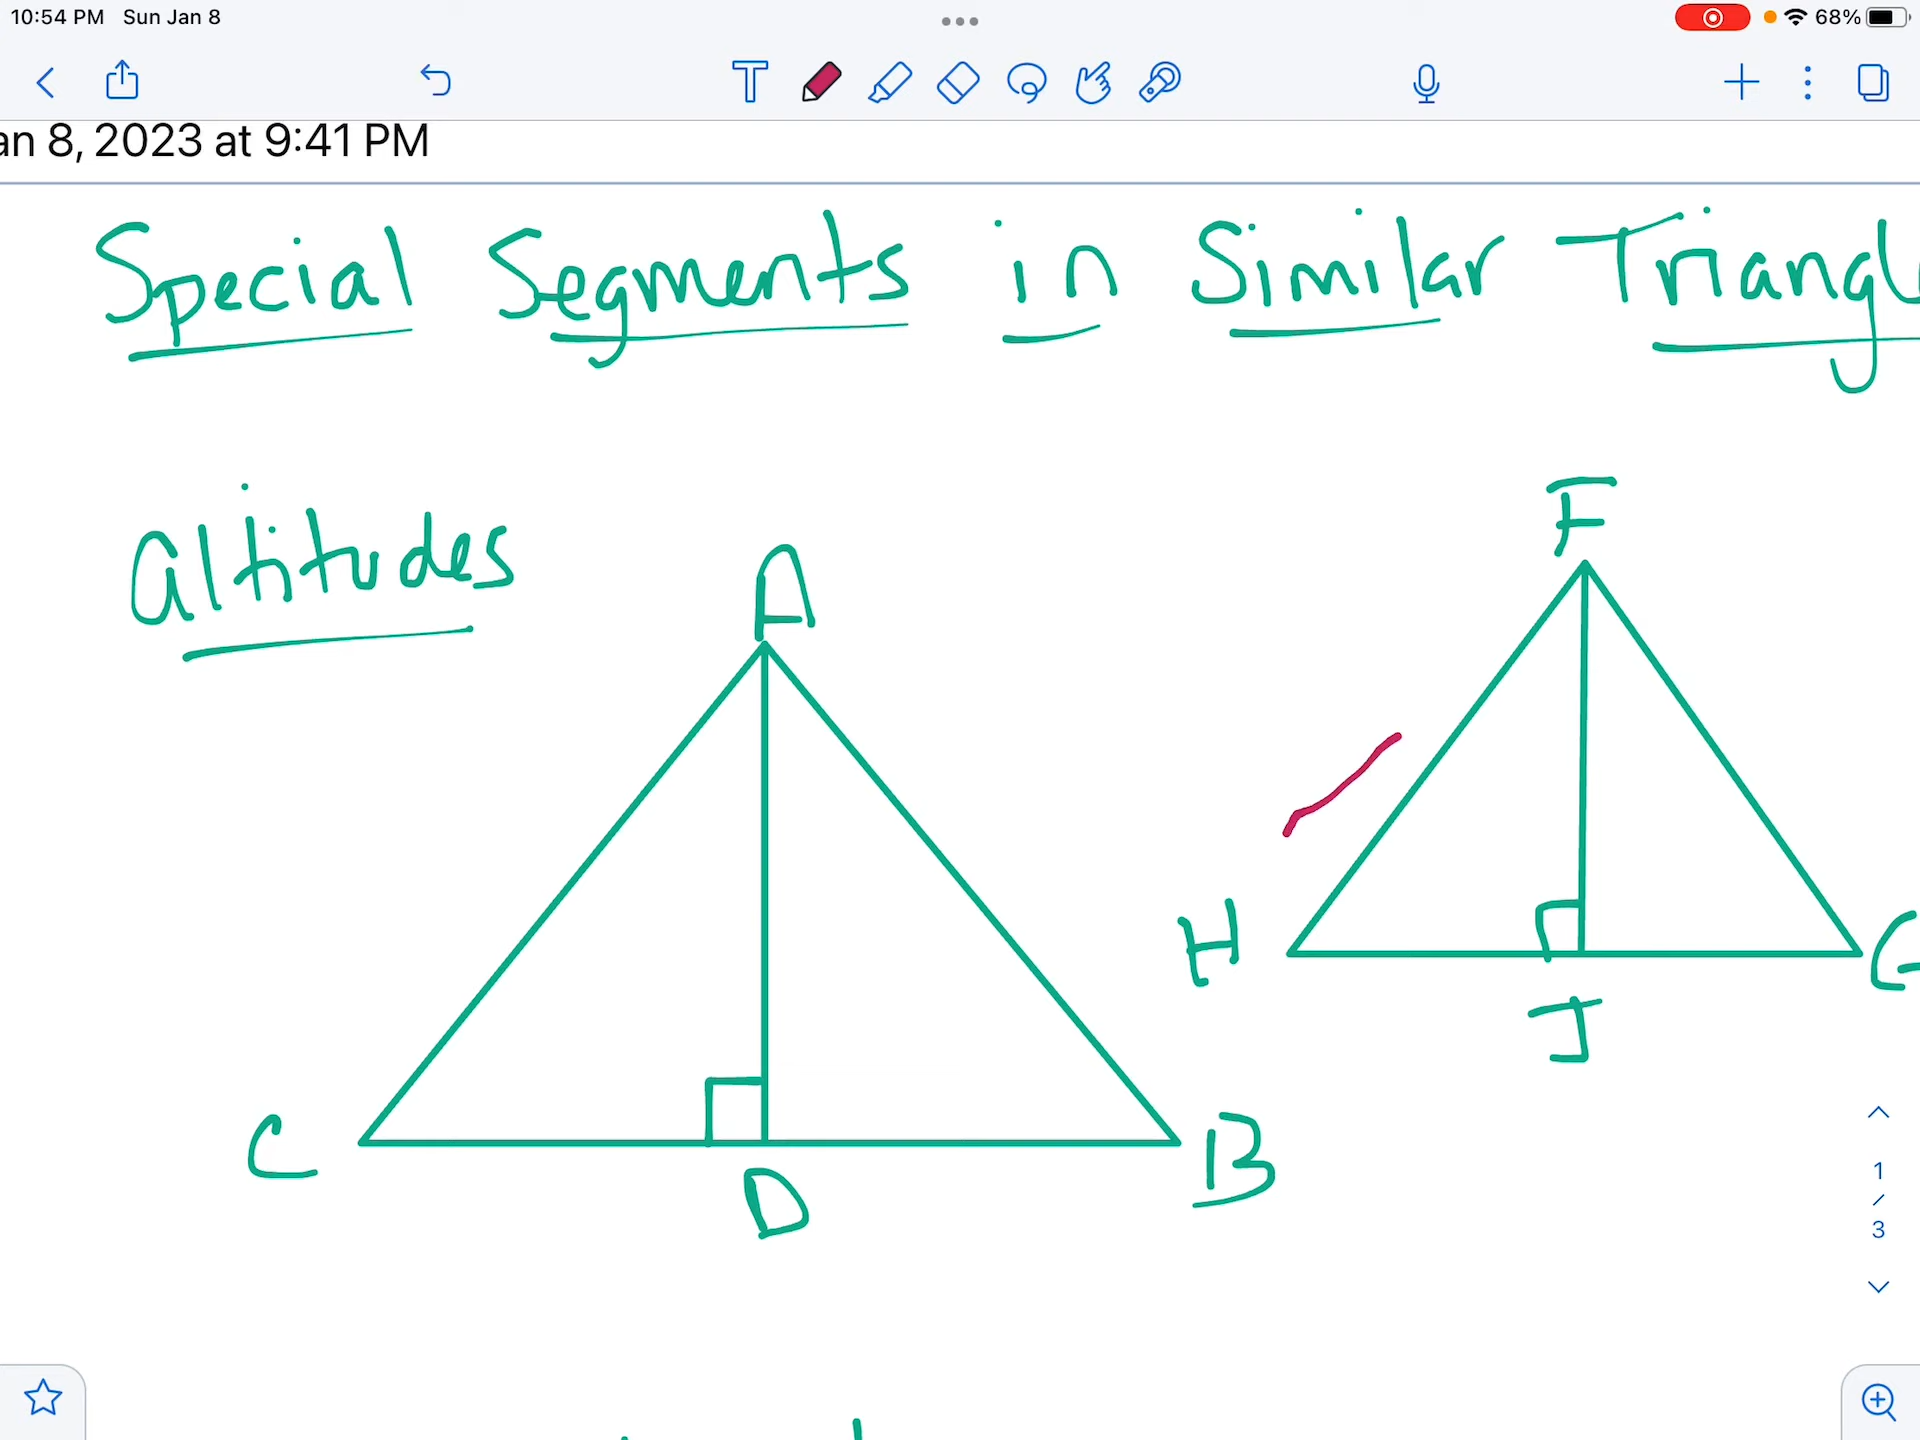 10:54 PM Sun Jan 8
68%
an 8, 2023 at 9:41 PM
Special Segments in Similar Triangl
altitudes
A
F
H
G
J
C
D
B
1
/
3